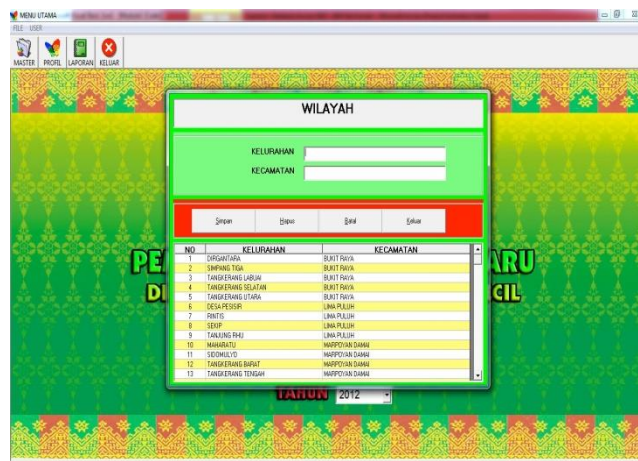 MENU UTAMA
FILE USER
MASTER PROFIL LAPORAN KELUAR
WILAYAH
KELURAHAN
KECAMATAN
Simpan Hapus Batal Keluar
NO KELURAHAN KECAMATAN
1 DIRGANTARA BUKIT RAYA
2 SIMPANG TIGA BUKIT RAYA
3 TANGKERANG LABUAI BUKIT RAYA
4 TANGKERANG SELATAN BUKIT RAYA
5 TANGKERANG UTARA BUKIT RAYA
6 DESA PESISIR LIMA PULUH
7 RINTIS LIMA PULUH
8 SEKIP LIMA PULUH
9 TANJUNG RHU LIMA PULUH
10 MAHARATU MARPOYAN DAMAI
11 SIDOMULYO MARPOYAN DAMAI
12 TANGKERANG BARAT MARPOYAN DAMAI
13 TANGKERANG TENGAH MARPOYAN DAMAI
PE ARU
DI CIL
TAHUN 2012